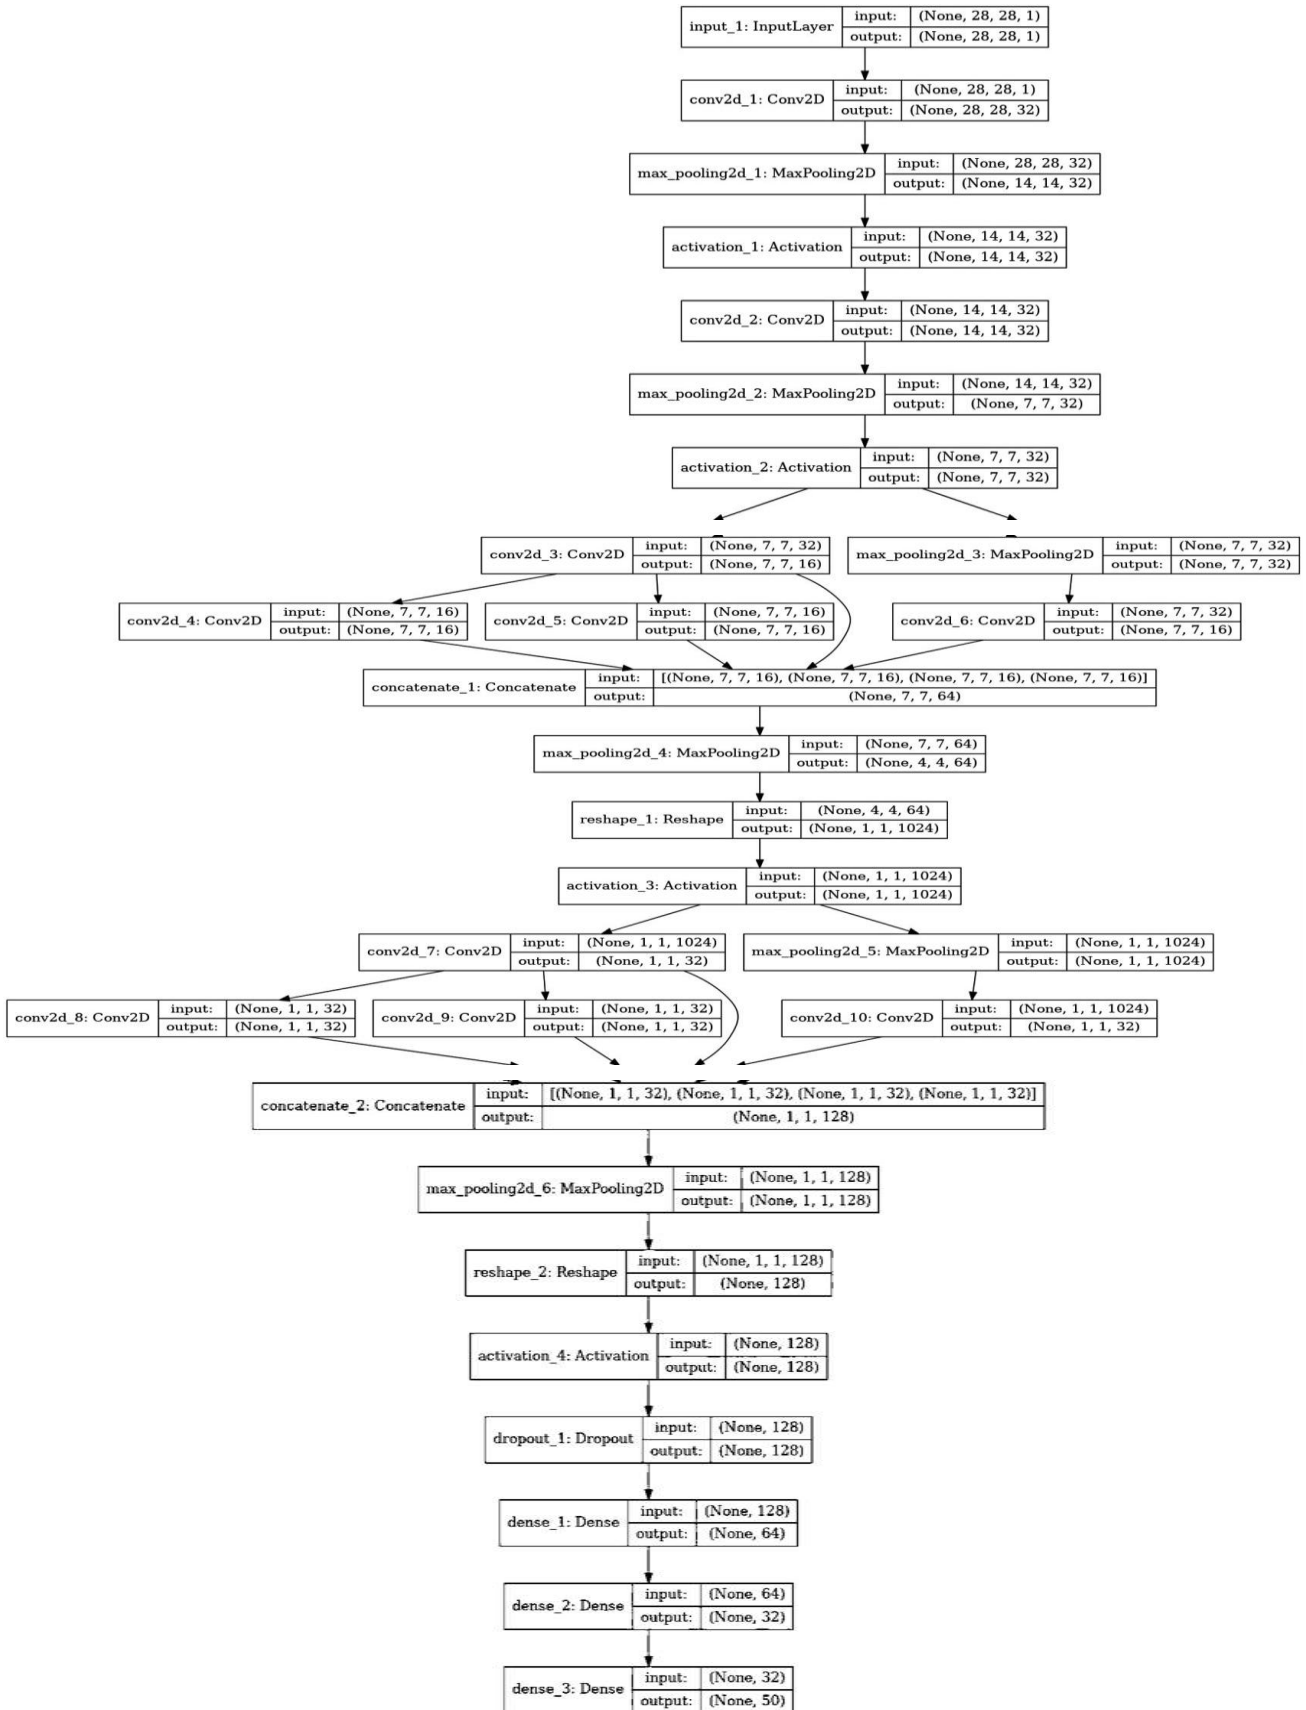 input_1: InputLayer
input: (None, 28, 28, 1)
output: (None, 28, 28, 1)
conv2d_1: Conv2D
input: (None, 28, 28, 1)
output: (None, 28, 28, 32)
max_pooling2d_1: MaxPooling2D
input: (None, 28, 28, 32)
output: (None, 14, 14, 32)
activation_1: Activation
input: (None, 14, 14, 32)
output: (None, 14, 14, 32)
conv2d_2: Conv2D
input: (None, 14, 14, 32)
output: (None, 14, 14, 32)
max_pooling2d_2: MaxPooling2D
input: (None, 14, 14, 32)
output: (None, 7, 7, 32)
activation_2: Activation
input: (None, 7, 7, 32)
output: (None, 7, 7, 32)
conv2d_3: Conv2D
input: (None, 7, 7, 32)
output: (None, 7, 7, 16)
max_pooling2d_3: MaxPooling2D
input: (None, 7, 7, 32)
output: (None, 7, 7, 32)
conv2d_4: Conv2D
input: (None, 7, 7, 16)
output: (None, 7, 7, 16)
conv2d_5: Conv2D
input: (None, 7, 7, 16)
output: (None, 7, 7, 16)
conv2d_6: Conv2D
input: (None, 7, 7, 32)
output: (None, 7, 7, 16)
concatenate_1: Concatenate
input: [(None, 7, 7, 16), (None, 7, 7, 16), (None, 7, 7, 16), (None, 7, 7, 16)]
output: (None, 7, 7, 64)
max_pooling2d_4: MaxPooling2D
input: (None, 7, 7, 64)
output: (None, 4, 4, 64)
reshape_1: Reshape
input: (None, 4, 4, 64)
output: (None, 1, 1, 1024)
activation_3: Activation
input: (None, 1, 1, 1024)
output: (None, 1, 1, 1024)
conv2d_7: Conv2D
input: (None, 1, 1, 1024)
output: (None, 1, 1, 32)
max_pooling2d_5: MaxPooling2D
input: (None, 1, 1, 1024)
output: (None, 1, 1, 1024)
conv2d_8: Conv2D
input: (None, 1, 1, 32)
output: (None, 1, 1, 32)
conv2d_9: Conv2D
input: (None, 1, 1, 32)
output: (None, 1, 1, 32)
conv2d_10: Conv2D
input: (None, 1, 1, 1024)
output: (None, 1, 1, 32)
concatenate_2: Concatenate
input: [(None, 1, 1, 32), (None, 1, 1, 32), (None, 1, 1, 32), (None, 1, 1, 32)]
output: (None, 1, 1, 128)
max_pooling2d_6: MaxPooling2D
input: (None, 1, 1, 128)
output: (None, 1, 1, 128)
reshape_2: Reshape
input: (None, 1, 1, 128)
output: (None, 128)
activation_4: Activation
input: (None, 128)
output: (None, 128)
dropout_1: Dropout
input: (None, 128)
output: (None, 128)
dense_1: Dense
input: (None, 128)
output: (None, 64)
dense_2: Dense
input: (None, 64)
output: (None, 32)
dense_3: Dense
input: (None, 32)
output: (None, 50)